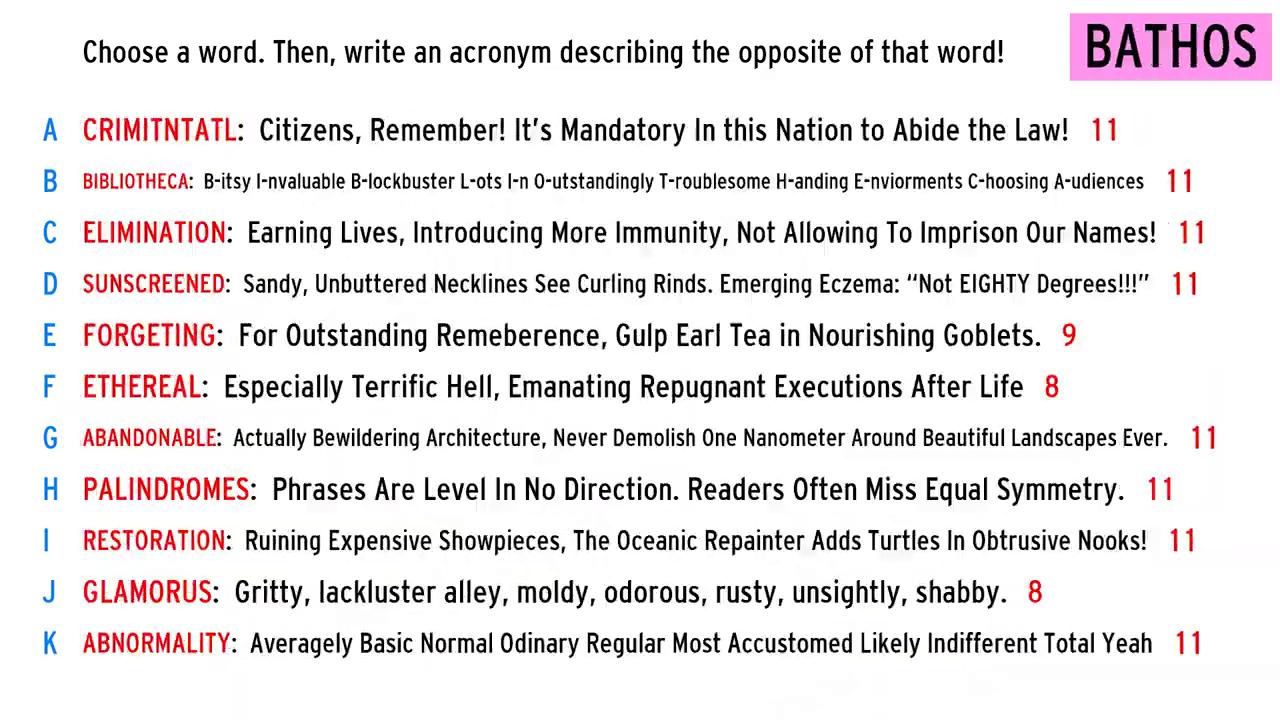 Choose a word. Then, write an acronym describing the opposite of that word!
BATHOS
A CRIMITNTATL: Citizens, Remember! It's Mandatory In this Nation to Abide the Law! 11
B BIBLIOTHECA: B-itsy I-nvaluable B-lockbuster L-ots I-n O-utstandingly T-roublesome H-anding E-nviorments C-hoosing A-udiences 11
C ELIMINATION: Earning Lives, Introducing More Immunity, Not Allowing To Imprison Our Names! 11
D SUNSCREENED: Sandy, Unbuttered Necklines See Curling Rinds. Emerging Eczema: “Not EIGHTY Degrees!!!” 11
E FORGETING: For Outstanding Remeberence, Gulp Earl Tea in Nourishing Goblets. 9
F ETHEREAL: Especially Terrific Hell, Emanating Repugnant Executions After Life 8
G ABANDONABLE: Actually Bewildering Architecture, Never Demolish One Nanometer Around Beautiful Landscapes Ever. 11
H PALINDROMES: Phrases Are Level In No Direction. Readers Often Miss Equal Symmetry. 11
I RESTORATION: Ruining Expensive Showpieces, The Oceanic Repainter Adds Turtles In Obtrusive Nooks! 11
J GLAMORUS: Gritty, lackluster alley, moldy, odorous, rusty, unsightly, shabby. 8
K ABNORMALITY: Averagely Basic Normal Odinary Regular Most Accustomed Likely Indifferent Total Yeah 11